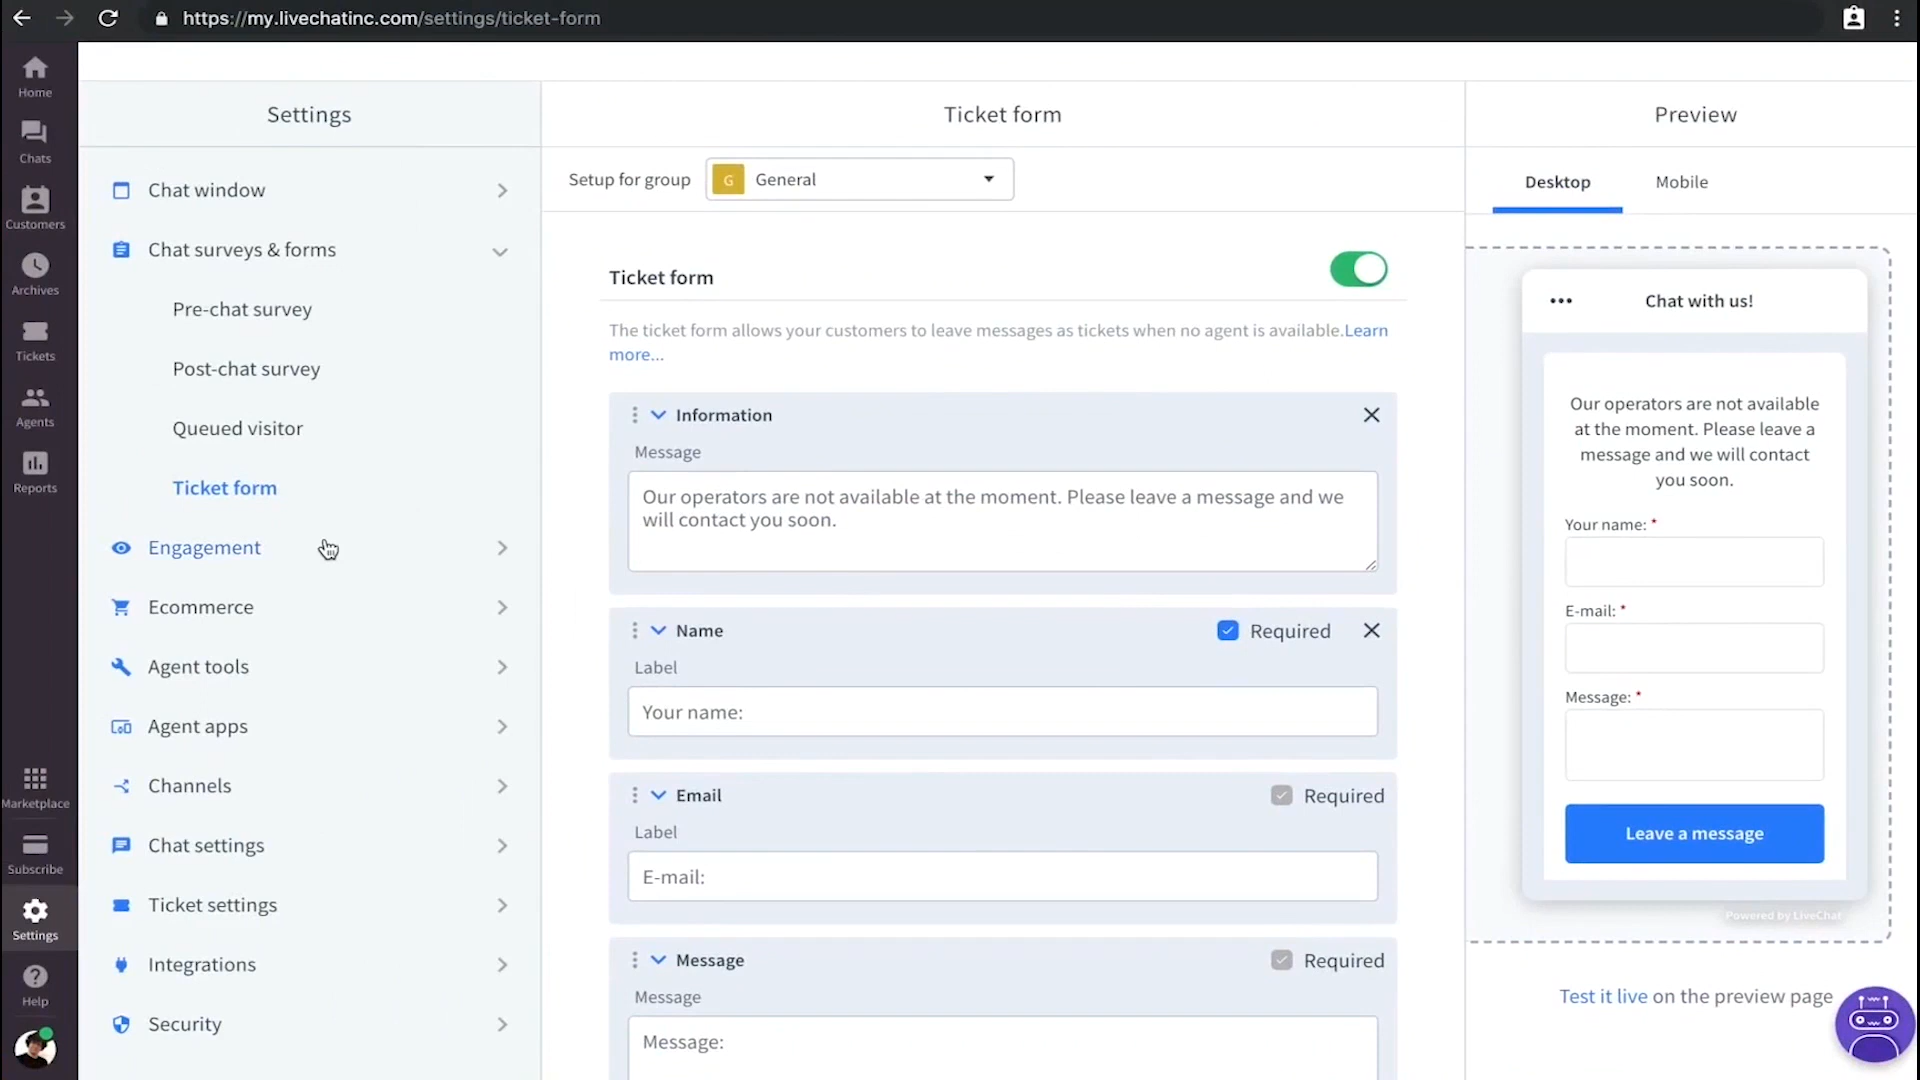 https://my.livechatinc.com/settings/ticket-form
Home
Chats
Customers
Archives
Tickets
Agents
Reports
Marketplace
Subscribe
Settings
Help
Settings
Chat window
Chat surveys & forms
Pre-chat survey
Post-chat survey
Queued visitor
Ticket form
Engagement
Ecommerce
Agent tools
Agent apps
Channels
Chat settings
Ticket settings
Integrations
Security
Ticket form
Setup for group
G General
Ticket form
The ticket form allows your customers to leave messages as tickets when no agent is available.Learn
more...
Information
Message
Our operators are not available at the moment. Please leave a message and we
will contact you soon.
Name
Required
Label
Your name:
Email
Required
Label
E-mail:
Message
Required
Message
Message:
Preview
Desktop
Mobile
Chat with us!
Our operators are not available
at the moment. Please leave a
message and we will contact
you soon.
Your name: *
E-mail: *
Message: *
Leave a message
Powered by LiveChat
Test it live on the preview page